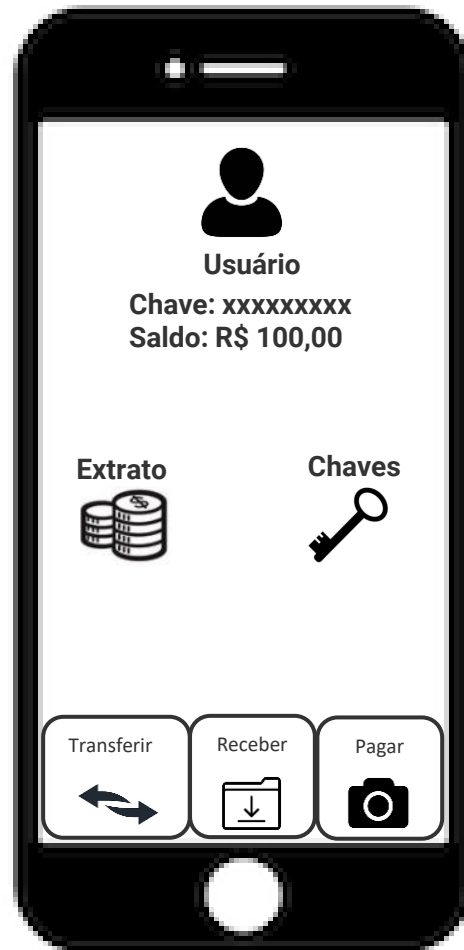 Usuário
Chave: xxxxxxxxx
Saldo: R$ 100,00
Extrato
Chaves
Transferir
Receber
Pagar